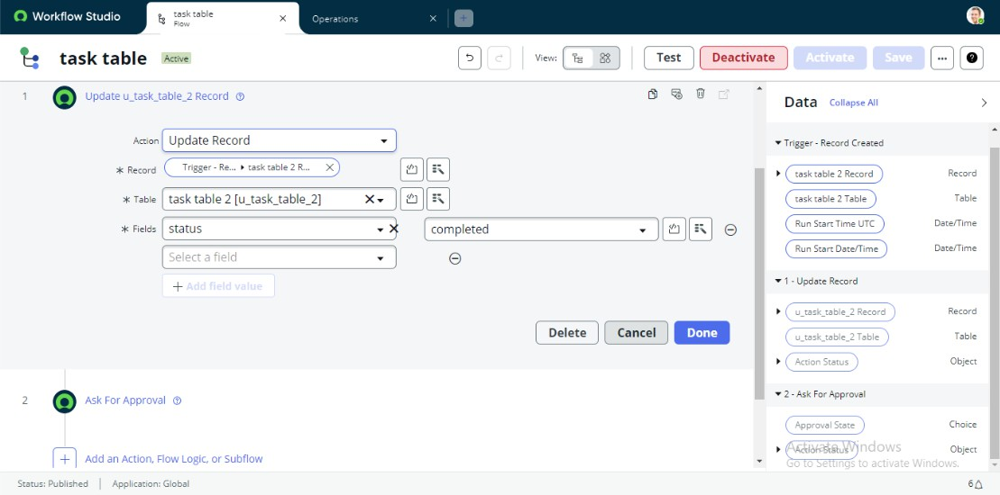 Workflow Studio
task table
Flow
Operations
task table
Active
View:
Test
Deactivate
Activate
Save
1
Update u_task_table_2 Record
Action
Update Record
* Record
Trigger - Re... ▸ task table 2 R...
* Table
task table 2 [u_task_table_2]
* Fields
status
completed
Select a field
+ Add field value
Delete
Cancel
Done
2
Ask For Approval
Add an Action, Flow Logic, or Subflow
Data
Collapse All
Trigger - Record Created
task table 2 Record
Record
task table 2 Table
Table
Run Start Time UTC
Date/Time
Run Start Date/Time
Date/Time
1 - Update Record
u_task_table_2 Record
Record
u_task_table_2 Table
Table
Action Status
Object
2 - Ask For Approval
Approval State
Choice
Action Status
Object
Activate Windows
Go to Settings to activate Windows.
Status: Published
Application: Global
6